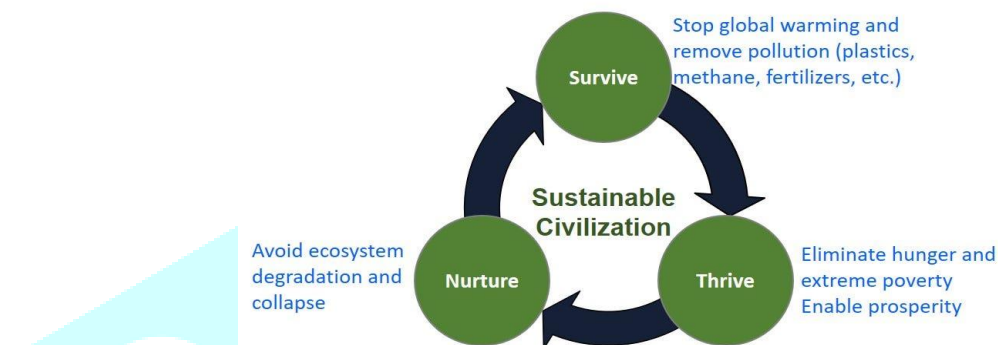 Stop global warming and
remove pollution (plastics,
methane, fertilizers, etc.)
Survive
Sustainable
Civilization
Avoid ecosystem
degradation and
collapse
Nurture
Thrive
Eliminate hunger and
extreme poverty
Enable prosperity